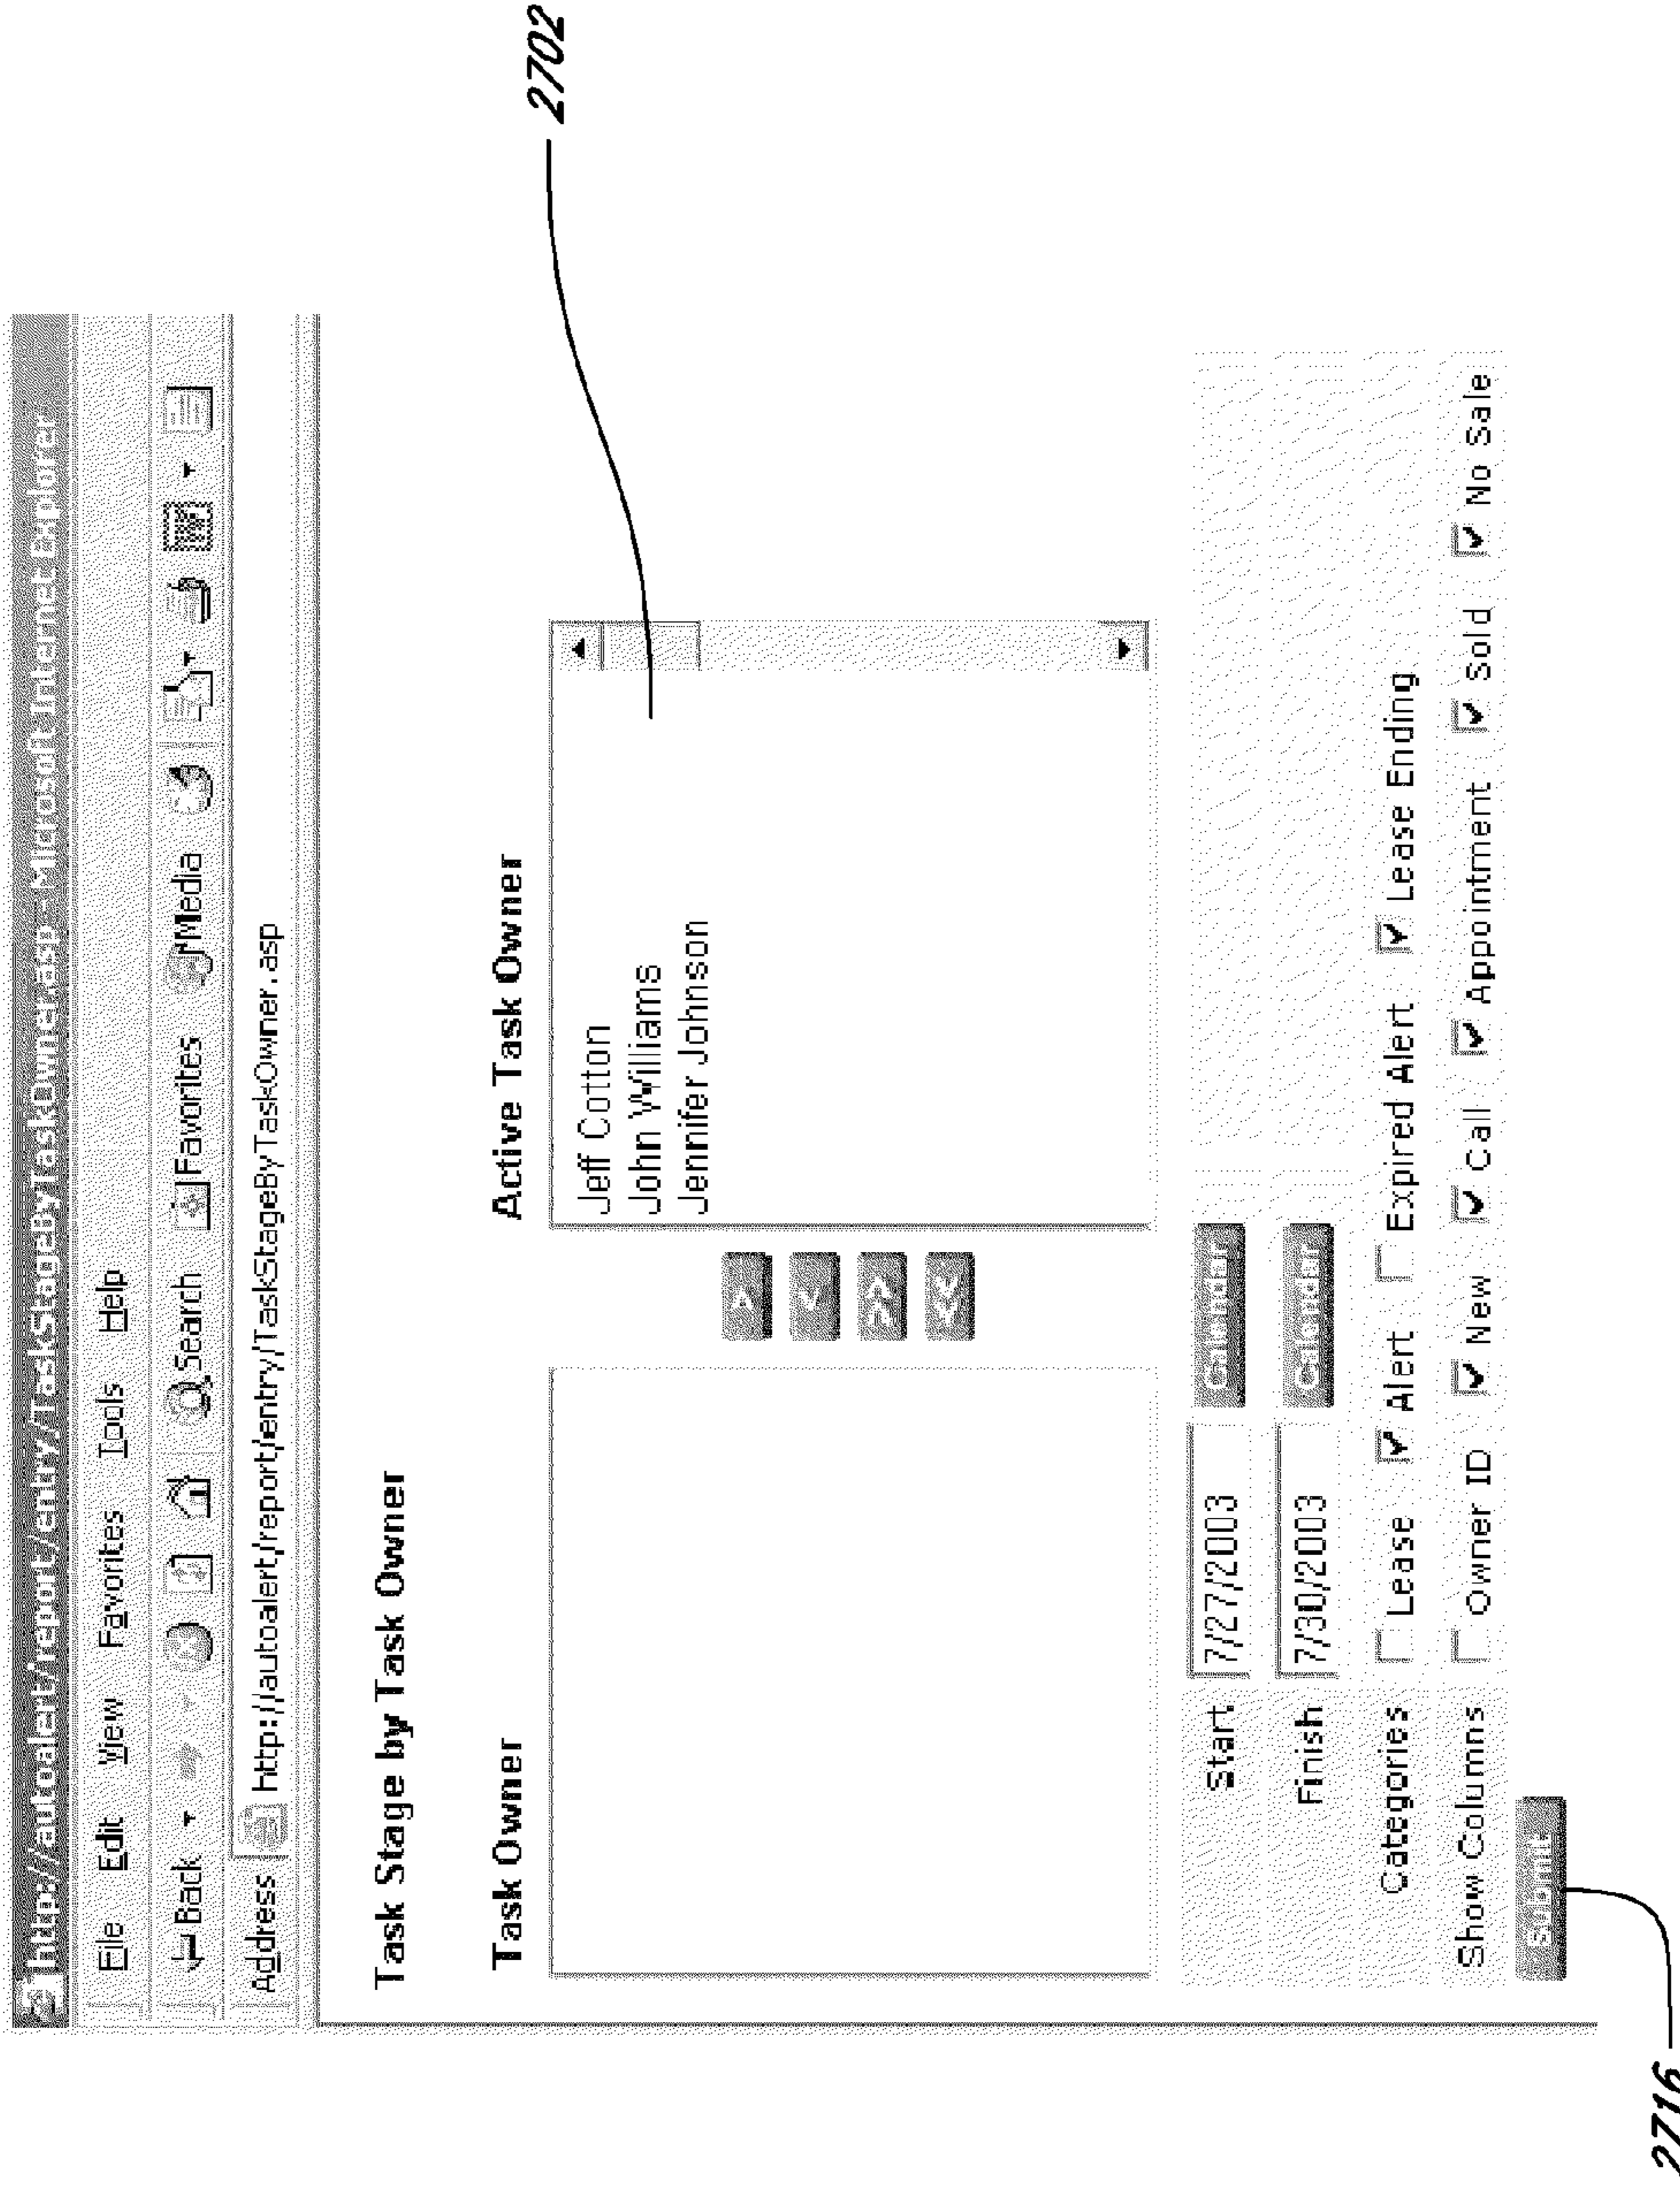 http://autoalert/report/entry/TaskStageByTaskOwner.asp - Microsoft Internet Explorer
File Edit View Favorites Tools Help
Back Search Favorites Media
Address http://autoalert/report/entry/TaskStageByTaskOwner.asp
Task Stage by Task Owner
Task Owner Active Task Owner
Jeff Cotton
John Williams
Jennifer Johnson
2702
>
<
>>
<<
Start 7/27/2003 Calendar
Finish 7/30/2003 Calendar
Categories Lease Alert Expired Alert Lease Ending
Show Columns Owner ID New Call Appointment Sold No Sale
Submit
2716